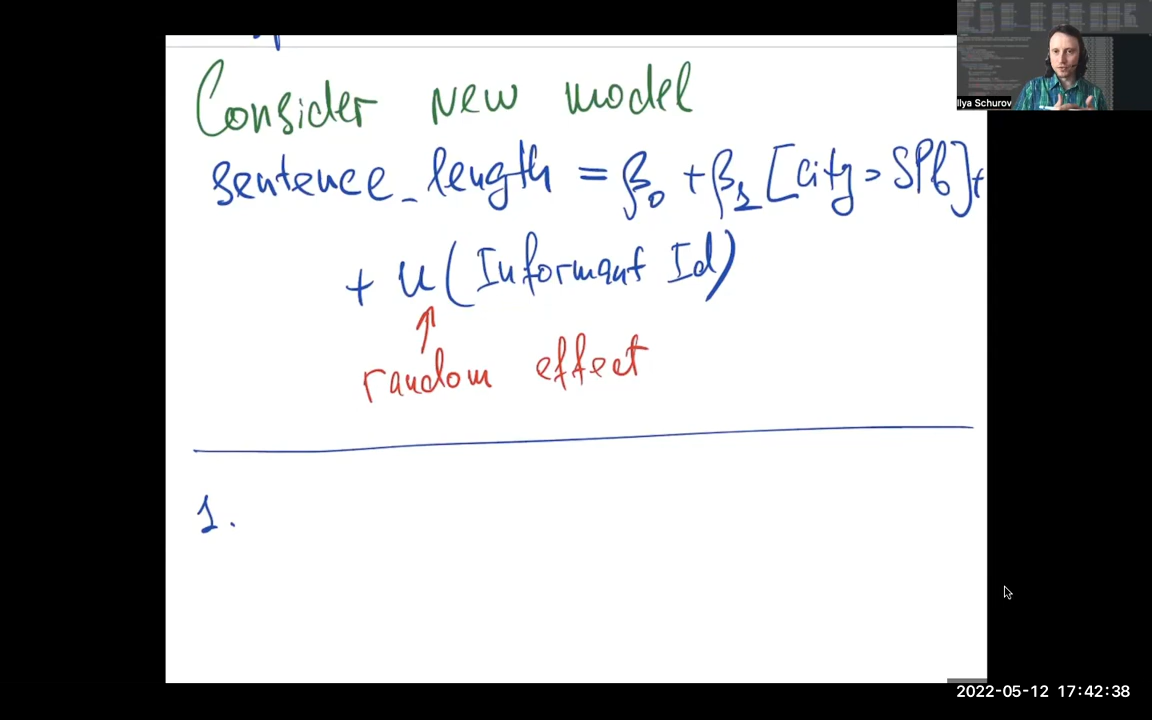 Consider new model
sentence_length = β₀ + β₁ [city = SPb] +
+ u (Informant Id)
↑
random effect
1.
Ilya Schurov
2022-05-12 17:42:38